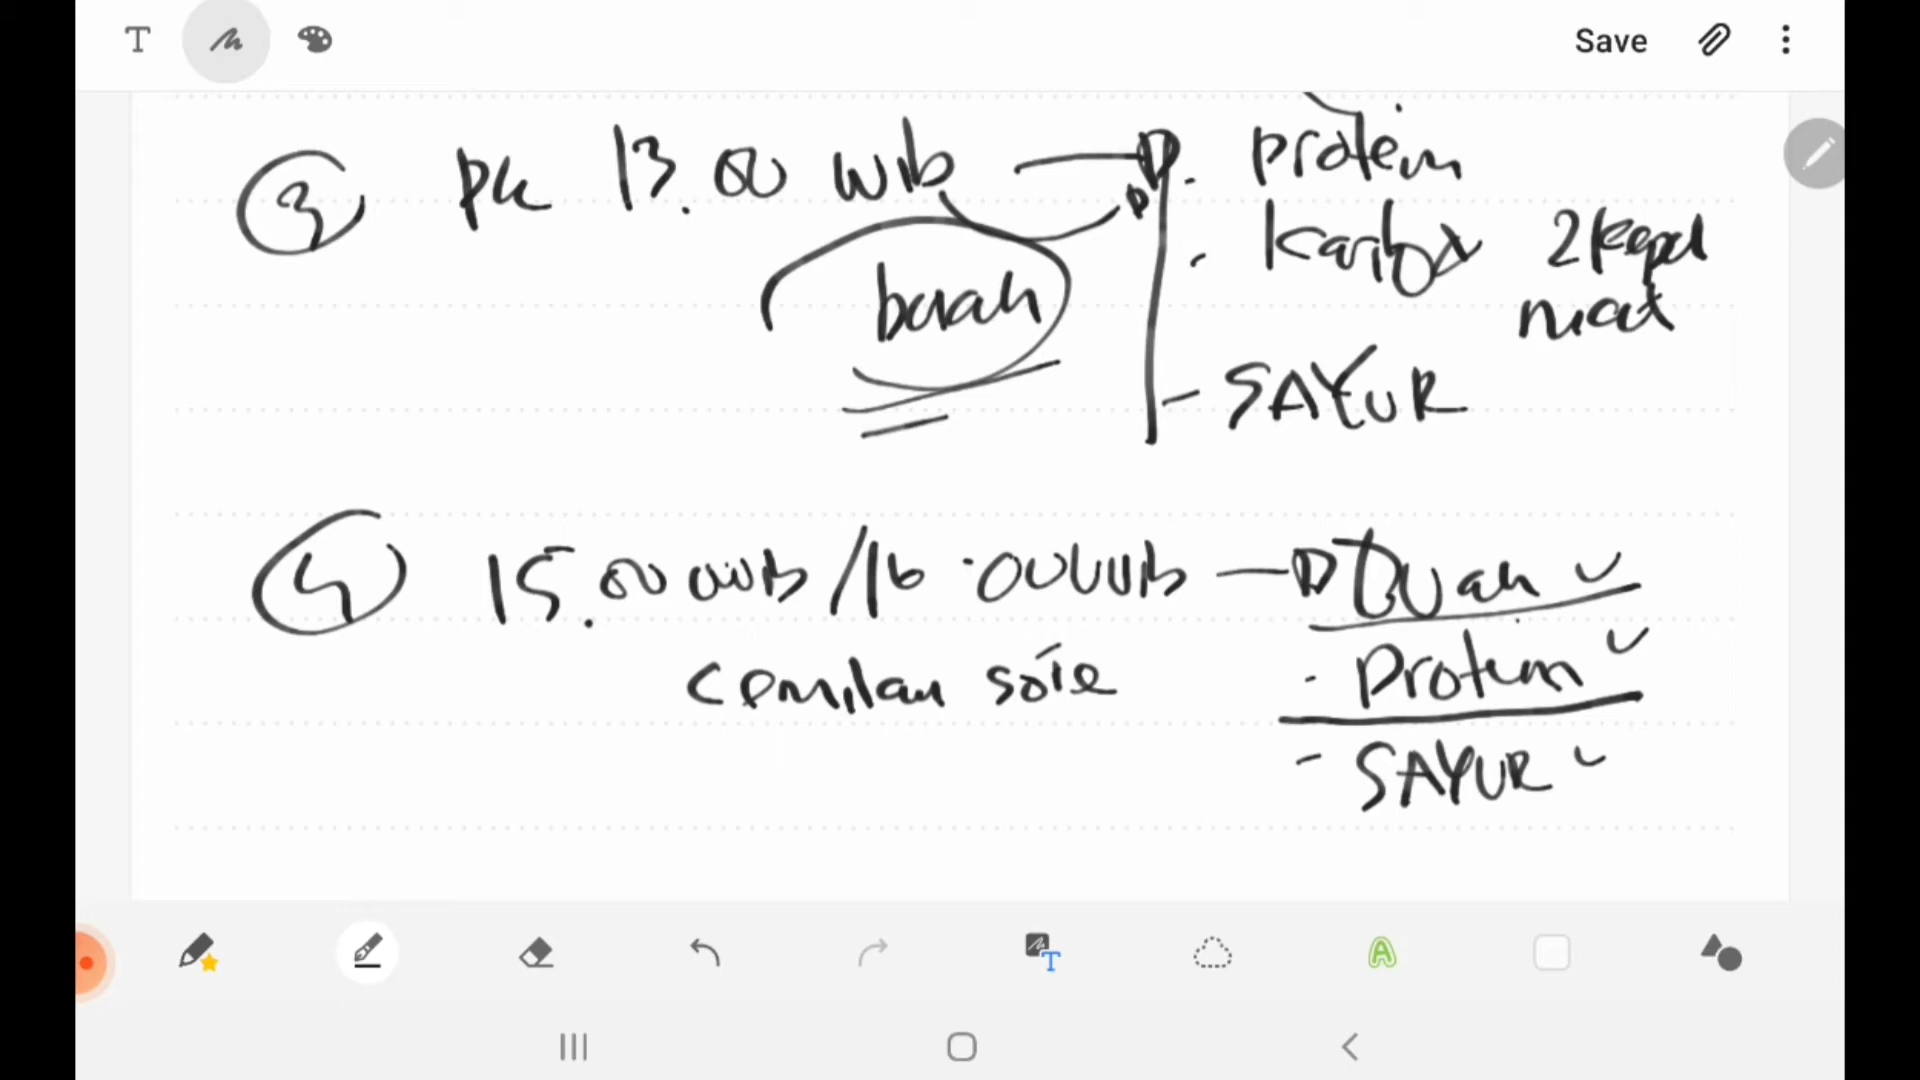 T
Save
3 pk 13.00 wib
. protein
. karbo 2 kepal
buah
- SAYUR
4 15.00 wib / 16.00 wib Buah
cemilan sore
. protein
- SAYUR
T
A